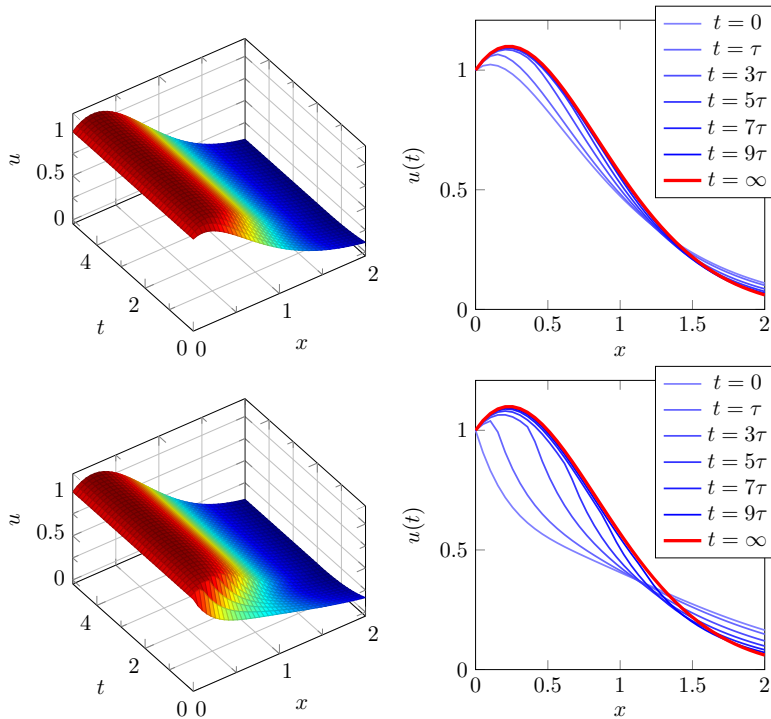 1
0.5
0
u
4
2
0
t
0
1
2
x
1
0.5
0
u(t)
0
0.5
1
1.5
2
x
t = 0
t = τ
t = 3τ
t = 5τ
t = 7τ
t = 9τ
t = ∞
1
0.5
0
u
4
2
0
t
0
1
2
x
1
0.5
0
u(t)
0
0.5
1
1.5
2
x
t = 0
t = τ
t = 3τ
t = 5τ
t = 7τ
t = 9τ
t = ∞